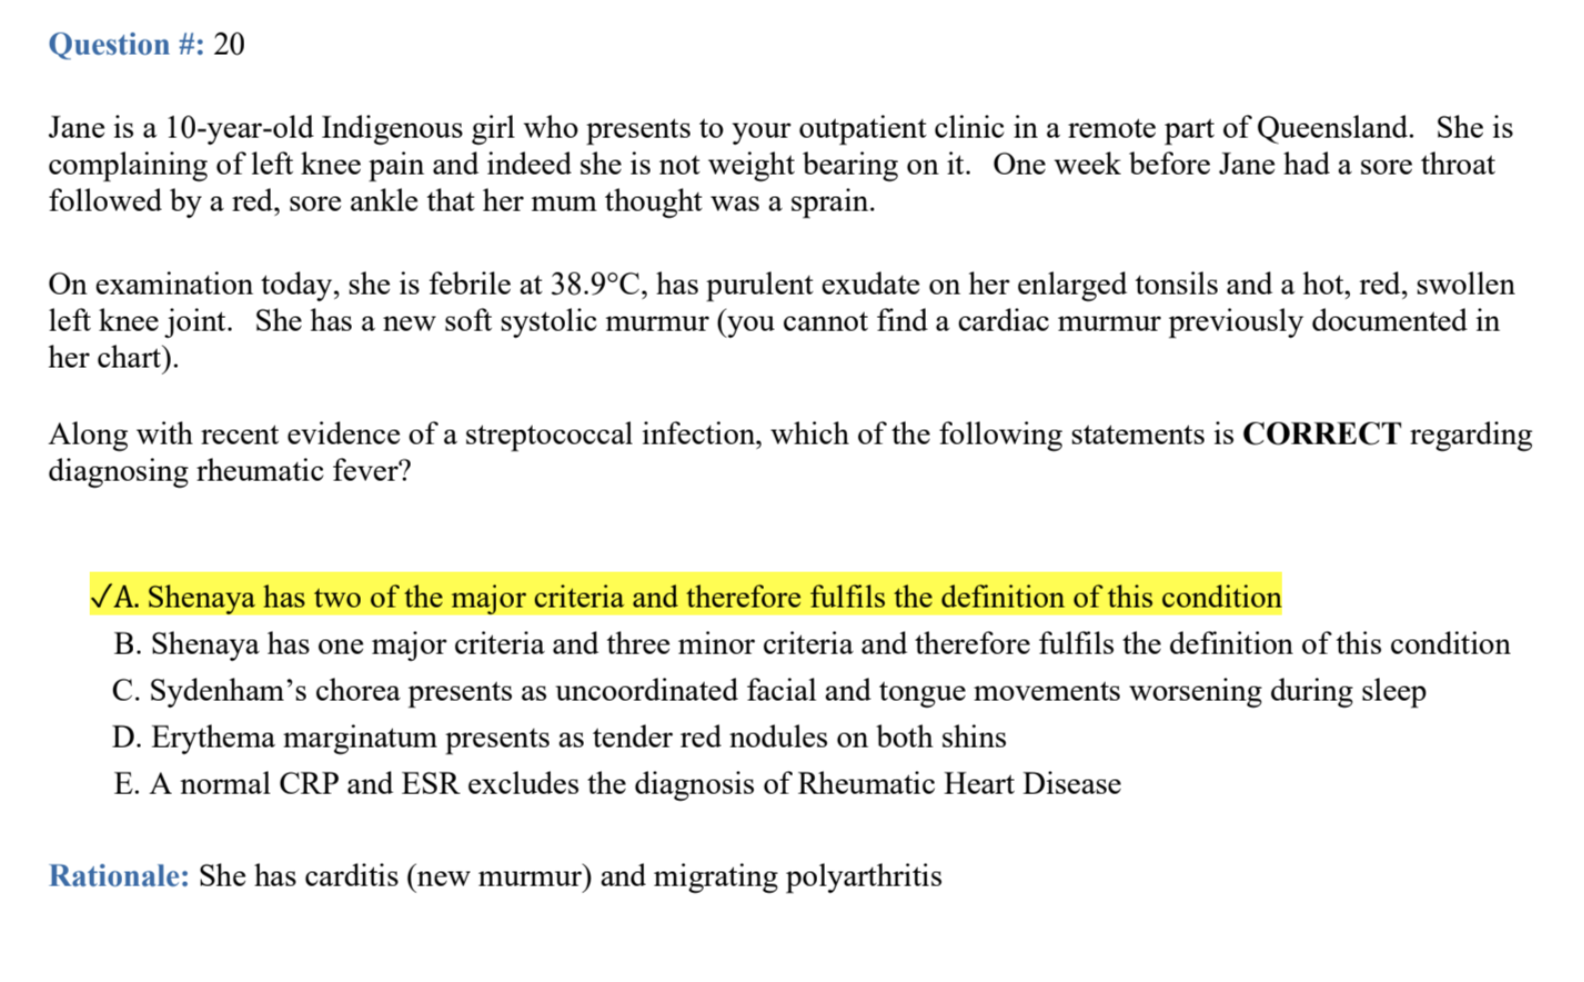 Question #: 20
Jane is a 10-year-old Indigenous girl who presents to your outpatient clinic in a remote part of Queensland. She is
complaining of left knee pain and indeed she is not weight bearing on it. One week before Jane had a sore throat
followed by a red, sore ankle that her mum thought was a sprain.
On examination today, she is febrile at 38.9°C, has purulent exudate on her enlarged tonsils and a hot, red, swollen
left knee joint. She has a new soft systolic murmur (you cannot find a cardiac murmur previously documented in
her chart).
Along with recent evidence of a streptococcal infection, which of the following statements is CORRECT regarding
diagnosing rheumatic fever?
✓A. Shenaya has two of the major criteria and therefore fulfils the definition of this condition
B. Shenaya has one major criteria and three minor criteria and therefore fulfils the definition of this condition
C. Sydenham’s chorea presents as uncoordinated facial and tongue movements worsening during sleep
D. Erythema marginatum presents as tender red nodules on both shins
E. A normal CRP and ESR excludes the diagnosis of Rheumatic Heart Disease
Rationale: She has carditis (new murmur) and migrating polyarthritis